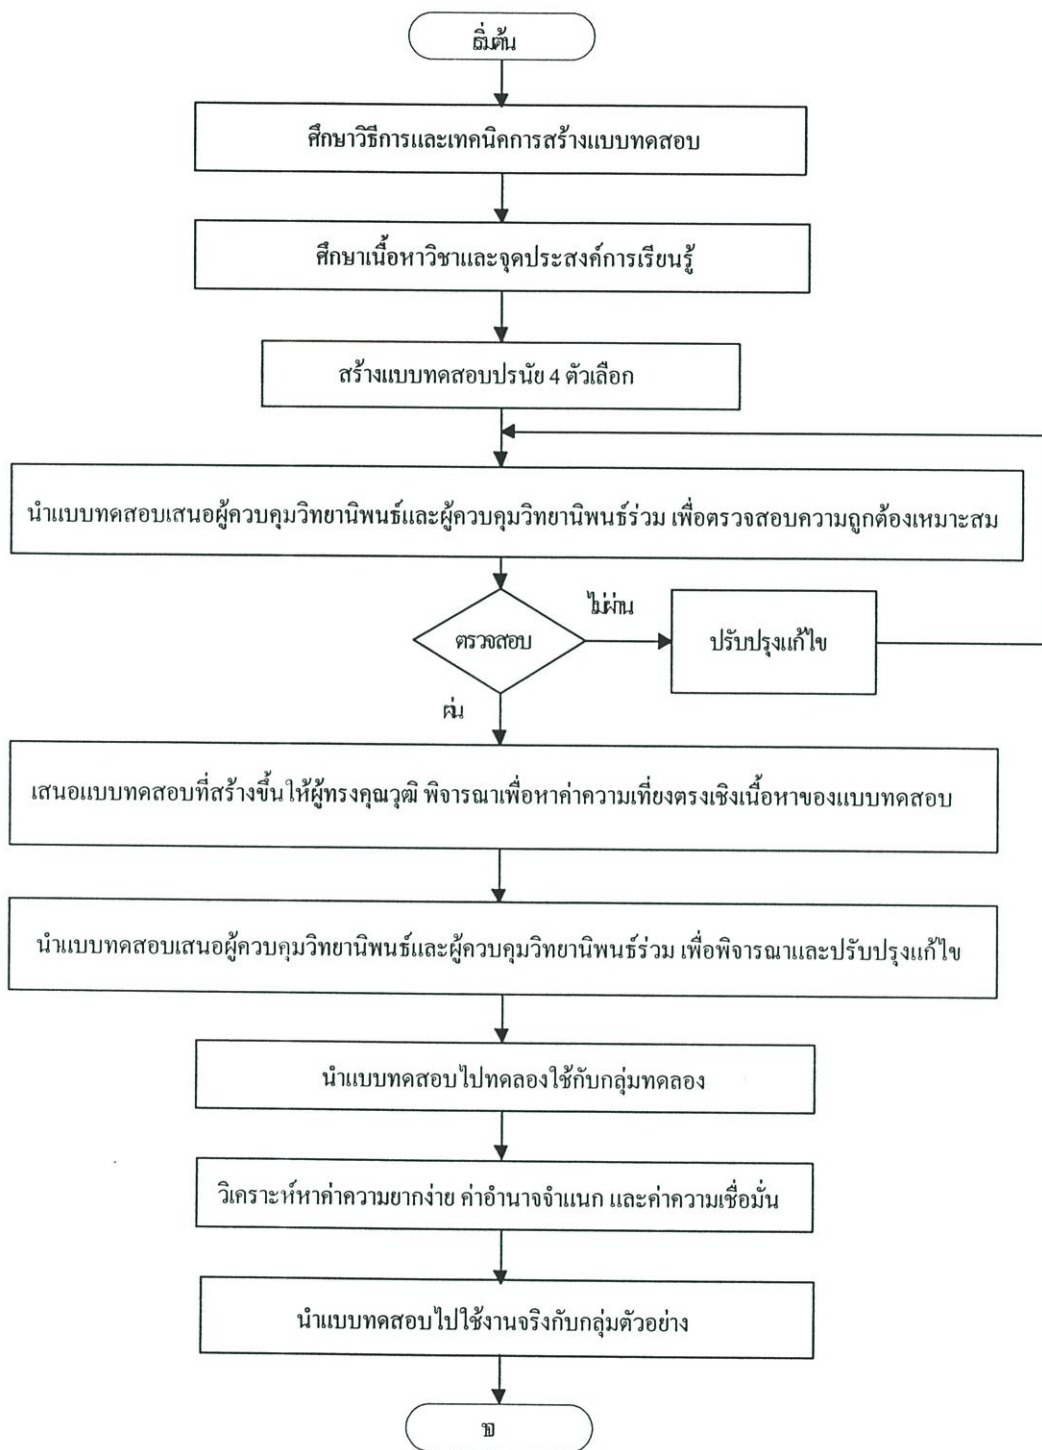 ศึกษาวิธีการและเทคนิคการสร้างแบบทดสอบ
ศึกษาเนื้อหาวิชาและจุดประสงค์การเรียนรู้
สร้างแบบทดสอบปรนัย 4 ตัวเลือก
นำแบบทดสอบเสนอผู้ควบคุมวิทยานิพนธ์และผู้ควบคุมวิทยานิพนธ์ร่วม เพื่อตรวจสอบความถูกต้องเหมาะสม
ไม่ผ่าน
ตรวจสอบ
ปรับปรุงแก้ไข
เสนอแบบทดสอบที่สร้างขึ้นให้ผู้ทรงคุณวุฒิ พิจารณาเพื่อหาค่าความเที่ยงตรงเชิงเนื้อหาของแบบทดสอบ
นำแบบทดสอบเสนอผู้ควบคุมวิทยานิพนธ์และผู้ควบคุมวิทยานิพนธ์ร่วม เพื่อพิจารณาและปรับปรุงแก้ไข
นำแบบทดสอบไปทดลองใช้กับกลุ่มทดลอง
วิเคราะห์หาค่าความยากง่าย ค่าอำนาจจำแนก และค่าความเชื่อมั่น
นำแบบทดสอบไปใช้งานจริงกับกลุ่มตัวอย่าง